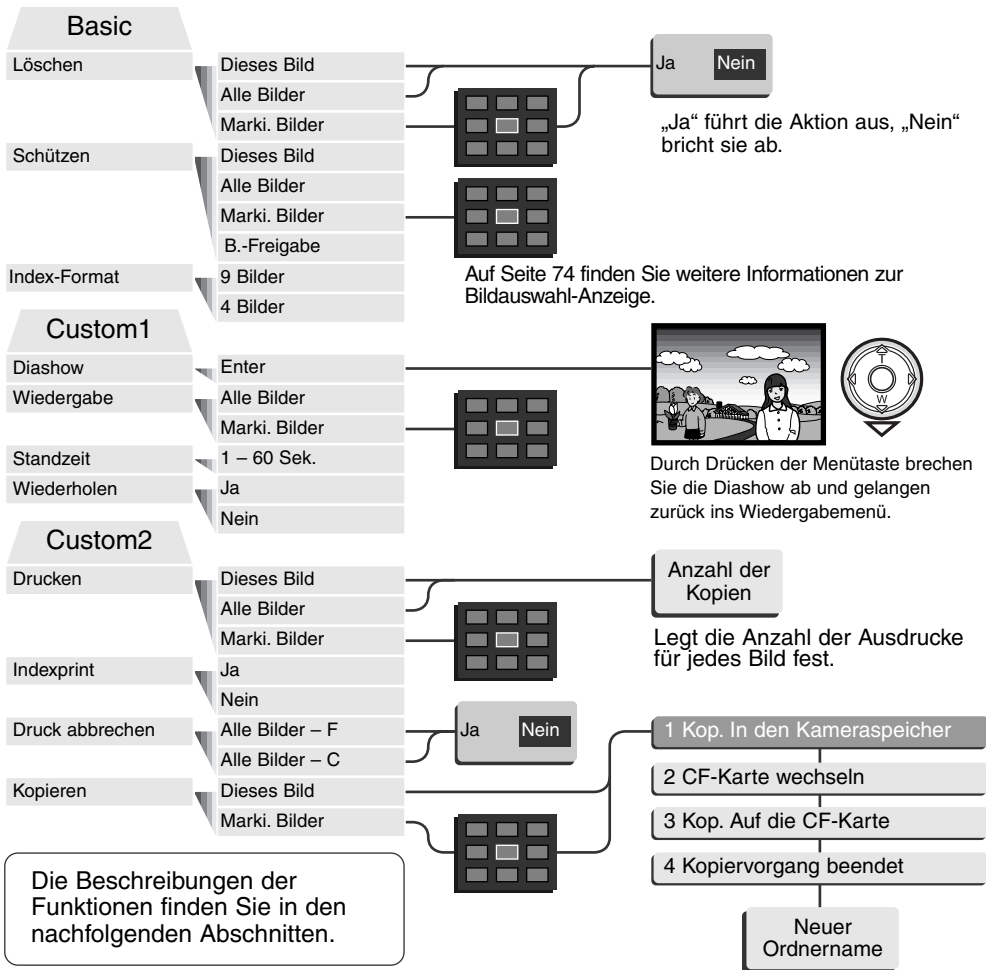 Basic
Löschen
Dieses Bild
Alle Bilder
Marki. Bilder
Ja Nein
„Ja“ führt die Aktion aus, „Nein“
bricht sie ab.
Schützen
Dieses Bild
Alle Bilder
Marki. Bilder
B.-Freigabe
Index-Format
9 Bilder
4 Bilder
Auf Seite 74 finden Sie weitere Informationen zur
Bildauswahl-Anzeige.
Custom1
Diashow
Enter
Wiedergabe
Alle Bilder
Marki. Bilder
Standzeit
1 – 60 Sek.
Wiederholen
Ja
Nein
T
W
Durch Drücken der Menütaste brechen
Sie die Diashow ab und gelangen
zurück ins Wiedergabemenü.
Custom2
Drucken
Dieses Bild
Alle Bilder
Marki. Bilder
Anzahl der
Kopien
Legt die Anzahl der Ausdrucke
für jedes Bild fest.
Indexprint
Ja
Nein
Druck abbrechen
Alle Bilder – F
Alle Bilder – C
Ja Nein
Kopieren
Dieses Bild
Marki. Bilder
1 Kop. In den Kameraspeicher
2 CF-Karte wechseln
3 Kop. Auf die CF-Karte
4 Kopiervorgang beendet
Neuer
Ordnername
Die Beschreibungen der
Funktionen finden Sie in den
nachfolgenden Abschnitten.